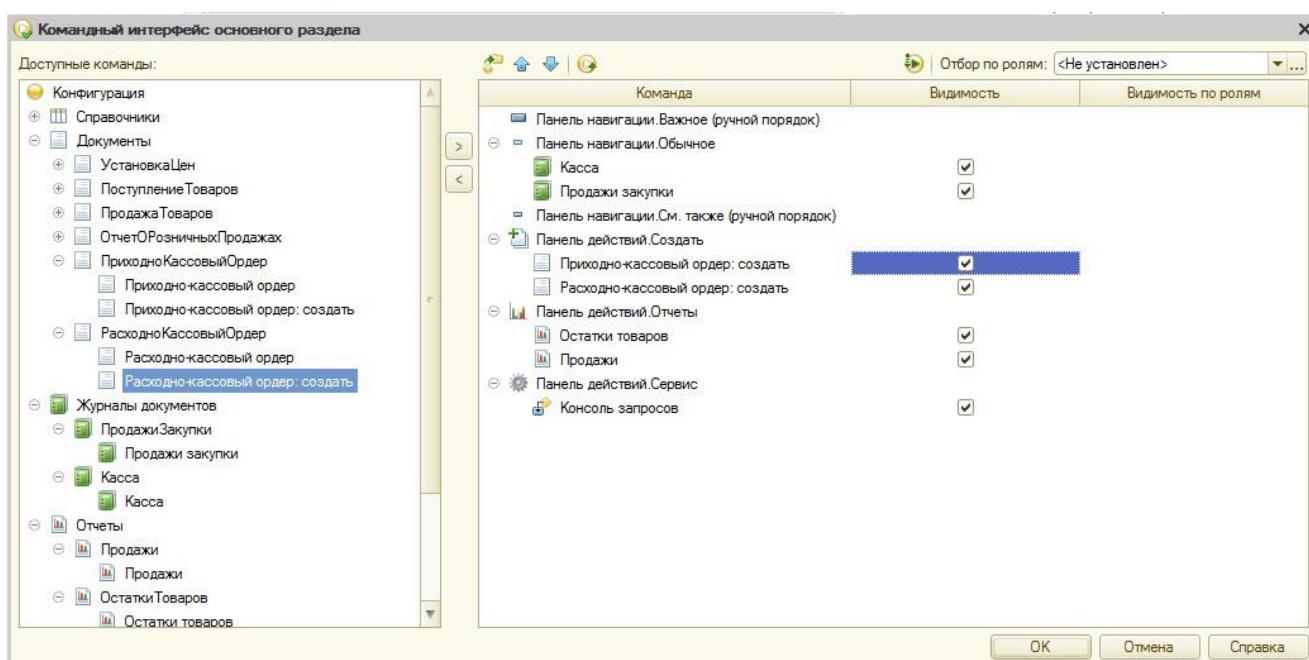 Командный интерфейс основного раздела
Доступные команды:
Отбор по ролям: <Не установлен>
Конфигурация
Справочники
Документы
УстановкаЦен
ПоступлениеТоваров
ПродажаТоваров
ОтчетОРозничныхПродажах
ПриходноКассовыйОрдер
Приходно-кассовый ордер
Приходно-кассовый ордер: создать
РасходноКассовыйОрдер
Расходно-кассовый ордер
Расходно-кассовый ордер: создать
Журналы документов
ПродажиЗакупки
Продажи закупки
Касса
Касса
Отчеты
Продажи
Продажи
ОстаткиТоваров
Остатки товаров
> 
<
Команда Видимость Видимость по ролям
Панель навигации.Важное (ручной порядок)
Панель навигации.Обычное
Касса
Продажи закупки
Панель навигации.См. также (ручной порядок)
Панель действий.Создать
Приходно-кассовый ордер: создать
Расходно-кассовый ордер: создать
Панель действий.Отчеты
Остатки товаров
Продажи
Панель действий.Сервис
Консоль запросов
OK Отмена Справка